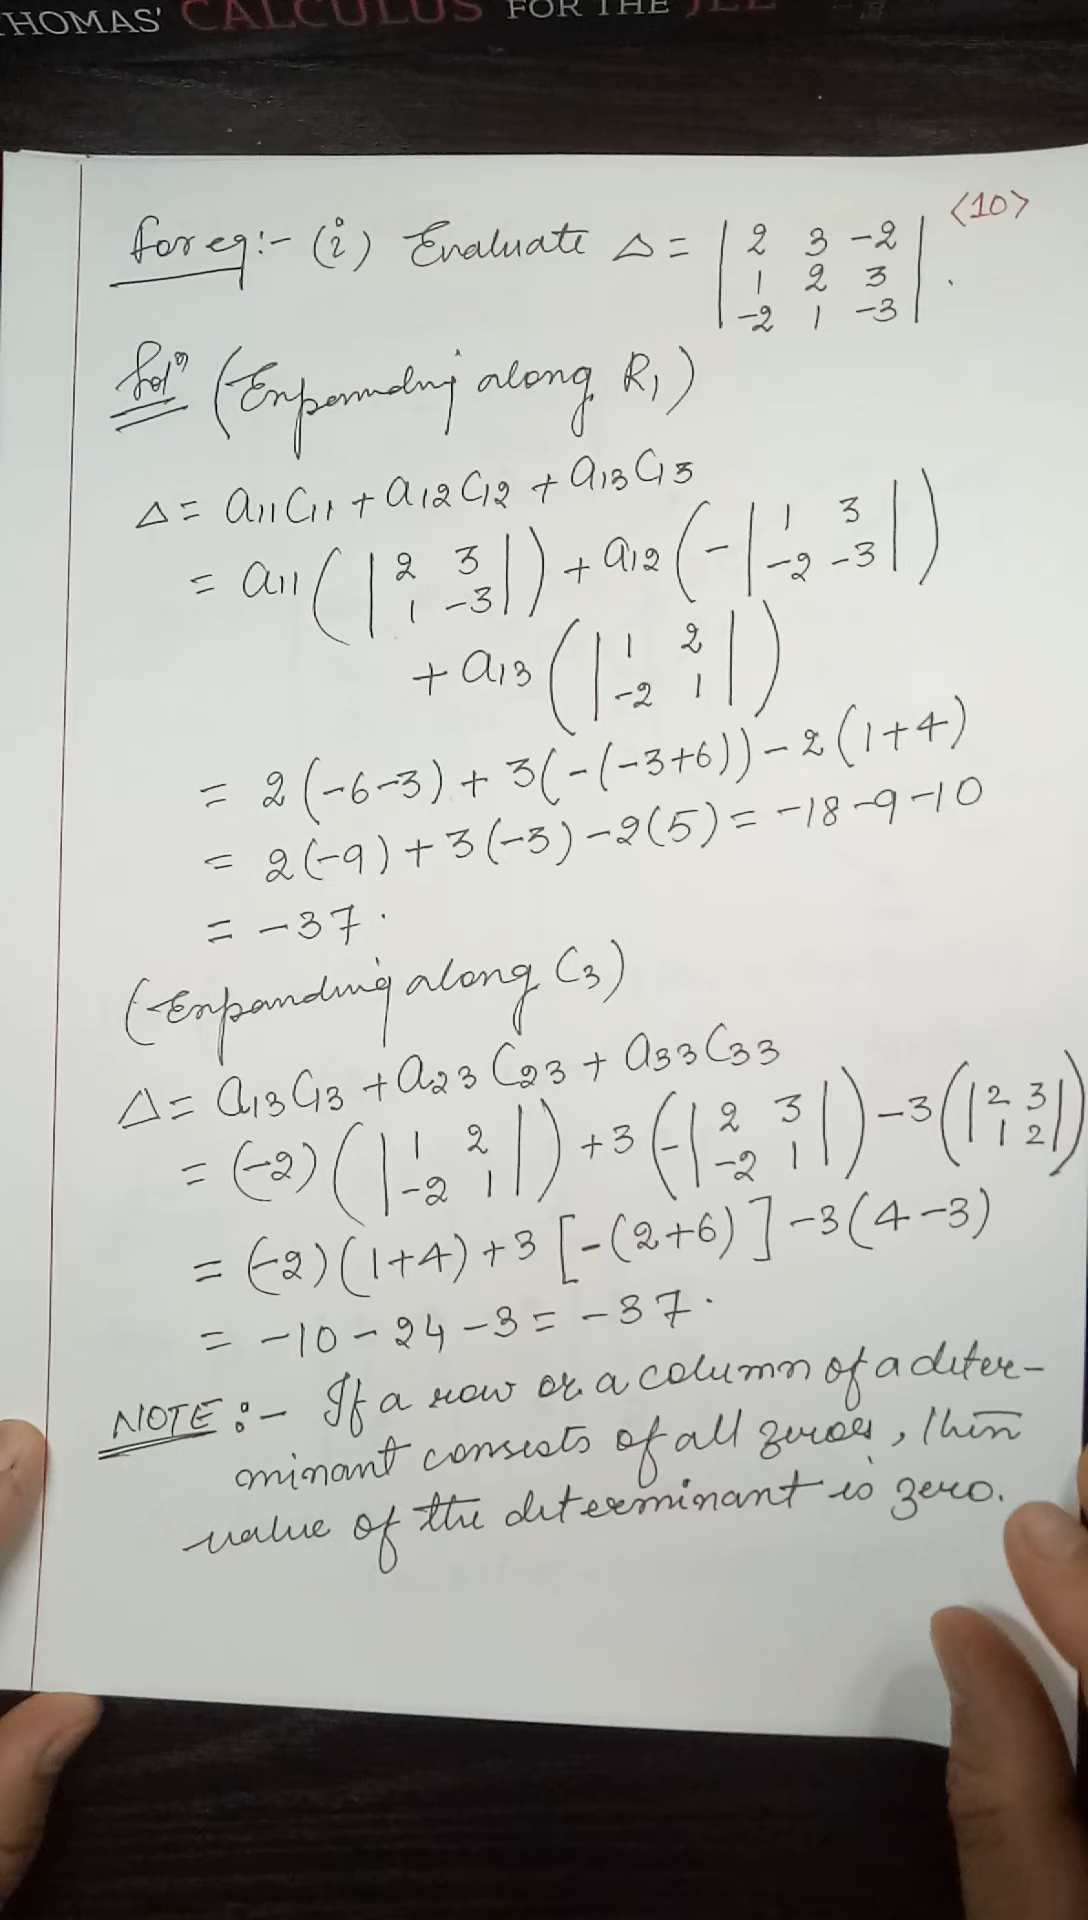 THOMAS' CALCULUS FOR THE JEE
<10>
for eg:- (i) Evaluate Δ = | 2 3 -2 |
| 1 2 3 | .
| -2 1 -3 |
Solⁿ (Expanding along R₁)
Δ = a₁₁C₁₁ + a₁₂C₁₂ + a₁₃C₁₃
= a₁₁ ( | 2 3 | ) + a₁₂ ( - | 1 3 | )
| 1 -3 | | -2 -3 |
+ a₁₃ ( | 1 2 | )
| -2 1 |
= 2(-6-3) + 3(-(-3+6)) - 2(1+4)
= 2(-9) + 3(-3) - 2(5) = -18 -9 -10
= -37.
(Expanding along C₃)
Δ = a₁₃C₁₃ + a₂₃C₂₃ + a₃₃C₃₃
= (-2) ( | 1 2 | ) + 3 ( - | 2 3 | ) - 3 ( | 2 3 | )
| -2 1 | | -2 1 | | 1 2 |
= (-2)(1+4) + 3[-(2+6)] - 3(4-3)
= -10 - 24 - 3 = -37.
NOTE:- If a row or a column of a deter-
minant consists of all zeroes, then
value of the determinant is zero.